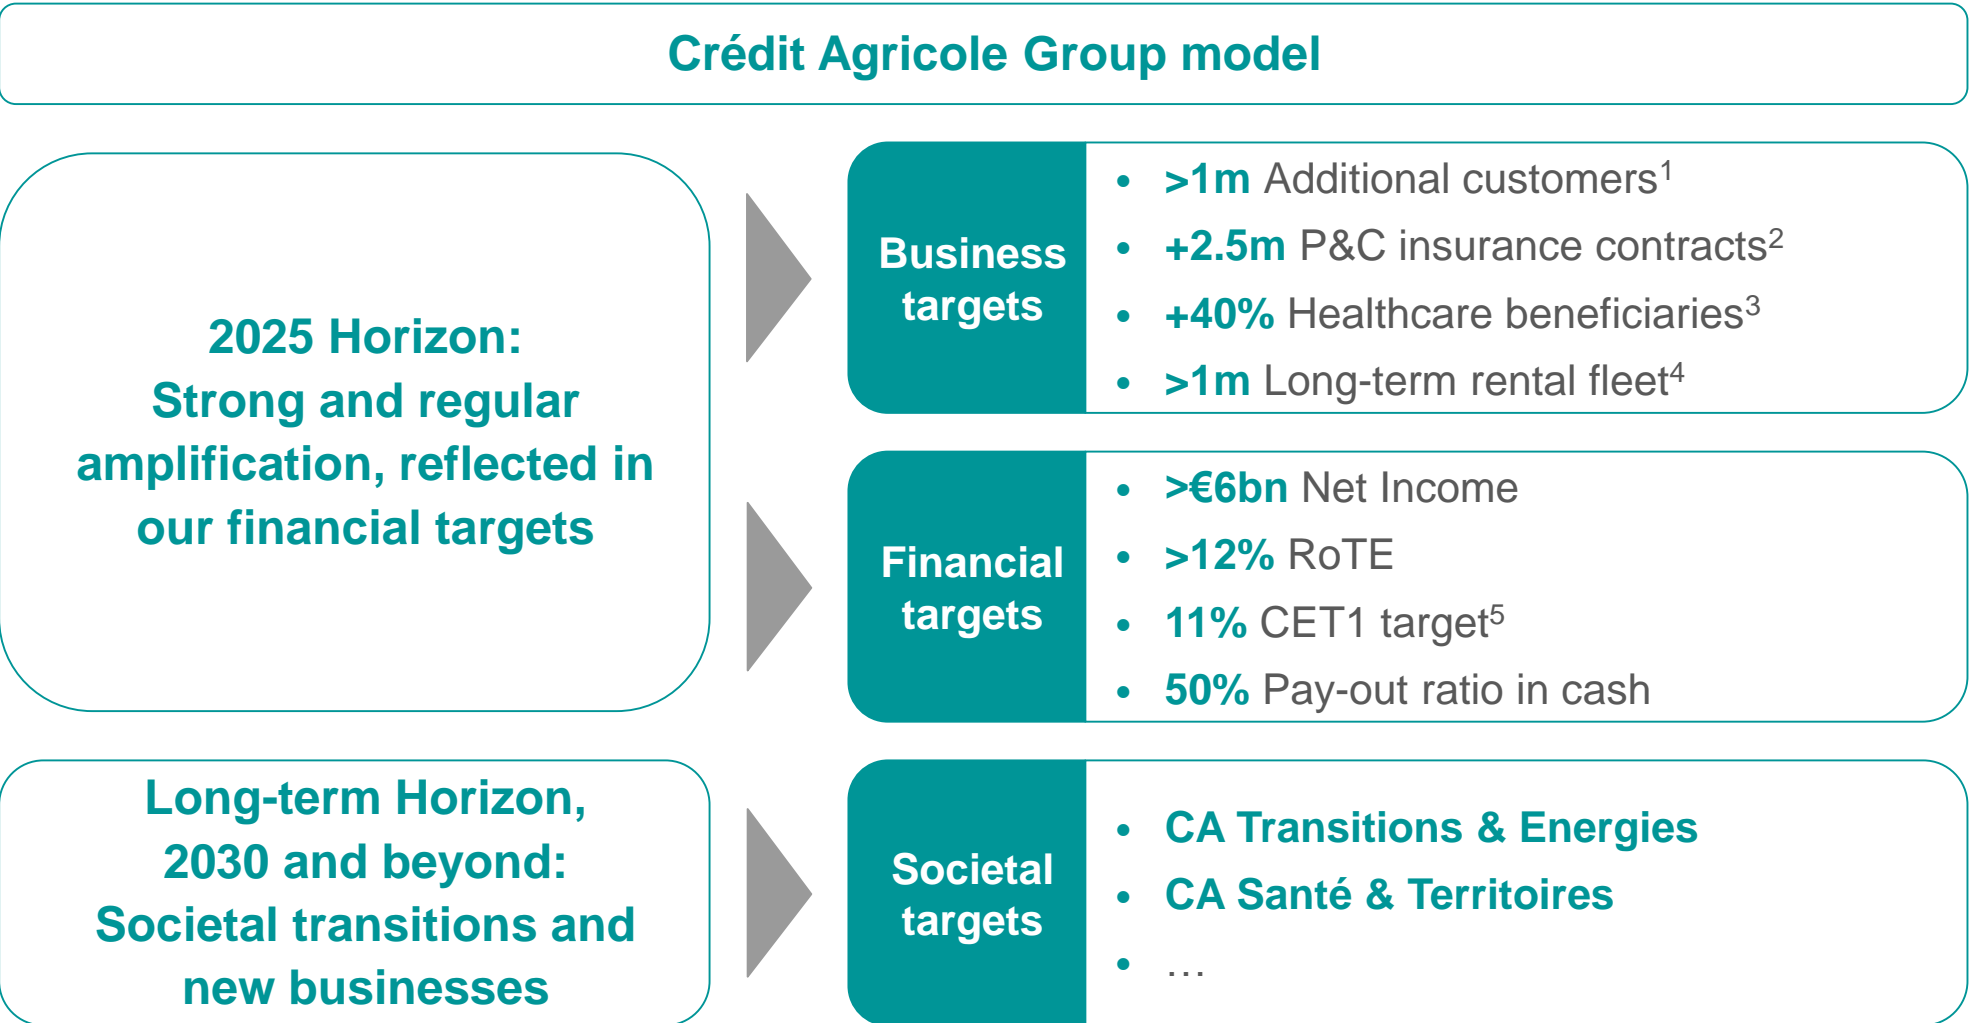 Crédit Agricole Group model
2025 Horizon:
Strong and regular
amplification, reflected in
our financial targets
Business
targets
• >1m Additional customers¹
• +2.5m P&C insurance contracts²
• +40% Healthcare beneficiaries³
• >1m Long-term rental fleet⁴
Financial
targets
• >€6bn Net Income
• >12% RoTE
• 11% CET1 target⁵
• 50% Pay-out ratio in cash
Long-term Horizon,
2030 and beyond:
Societal transitions and
new businesses
Societal
targets
• CA Transitions & Energies
• CA Santé & Territoires
• …